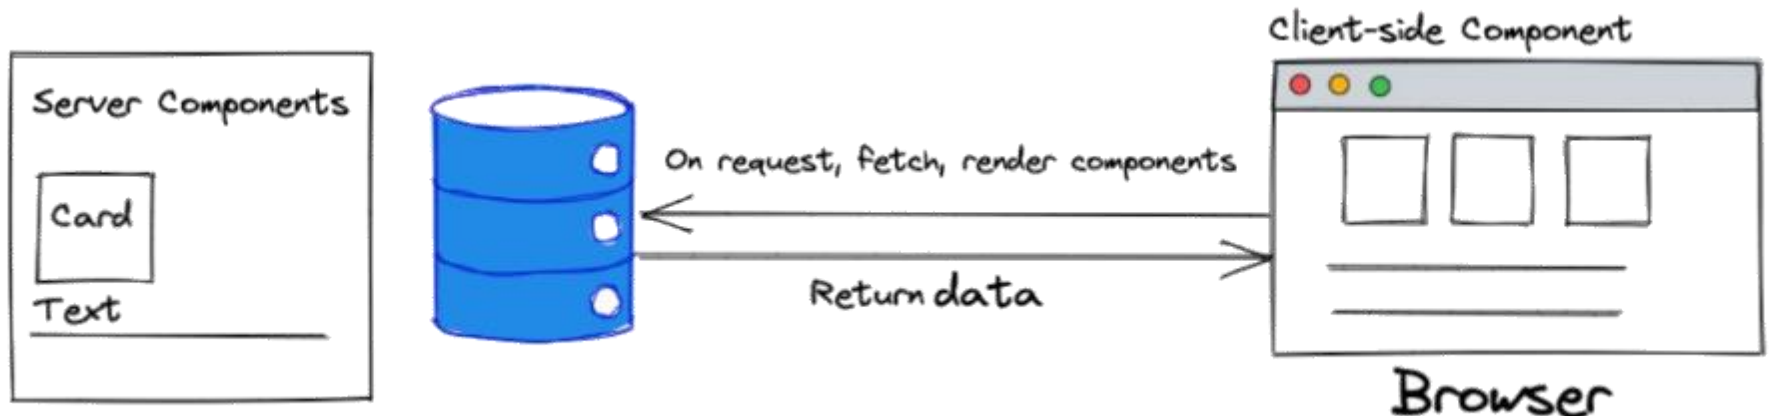 Server Components
Card
Text
On request, fetch, render components
Return data
Client-side Component
Browser